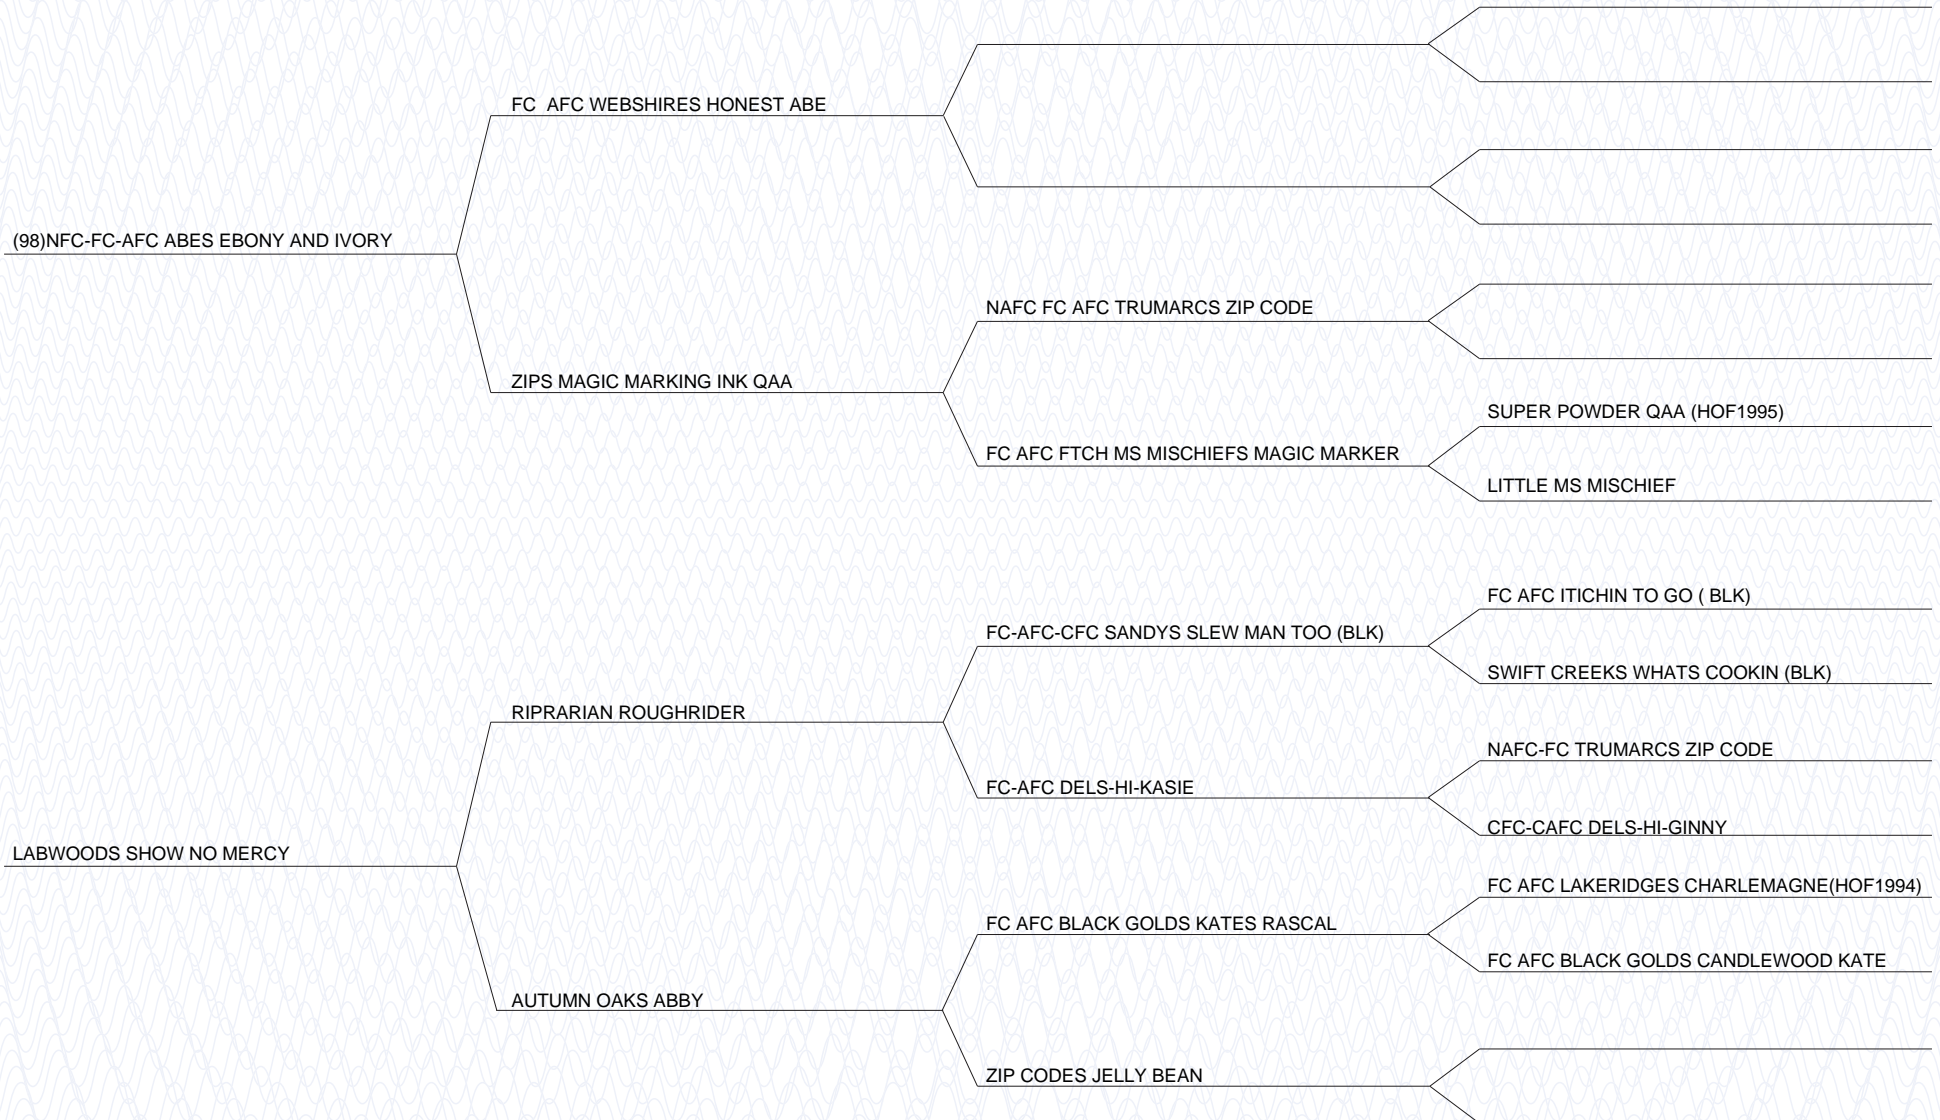 FC  AFC WEBSHIRES HONEST ABE
(98)NFC-FC-AFC ABES EBONY AND IVORY
NAFC FC AFC TRUMARCS ZIP CODE
ZIPS MAGIC MARKING INK QAA
SUPER POWDER QAA (HOF1995)
FC AFC FTCH MS MISCHIEFS MAGIC MARKER
LITTLE MS MISCHIEF
FC AFC ITICHIN TO GO ( BLK)
FC-AFC-CFC SANDYS SLEW MAN TOO (BLK)
SWIFT CREEKS WHATS COOKIN (BLK)
RIPRARIAN ROUGHRIDER
NAFC-FC TRUMARCS ZIP CODE
FC-AFC DELS-HI-KASIE
CFC-CAFC DELS-HI-GINNY
LABWOODS SHOW NO MERCY
FC AFC LAKERIDGES CHARLEMAGNE(HOF1994)
FC AFC BLACK GOLDS KATES RASCAL
FC AFC BLACK GOLDS CANDLEWOOD KATE
AUTUMN OAKS ABBY
ZIP CODES JELLY BEAN